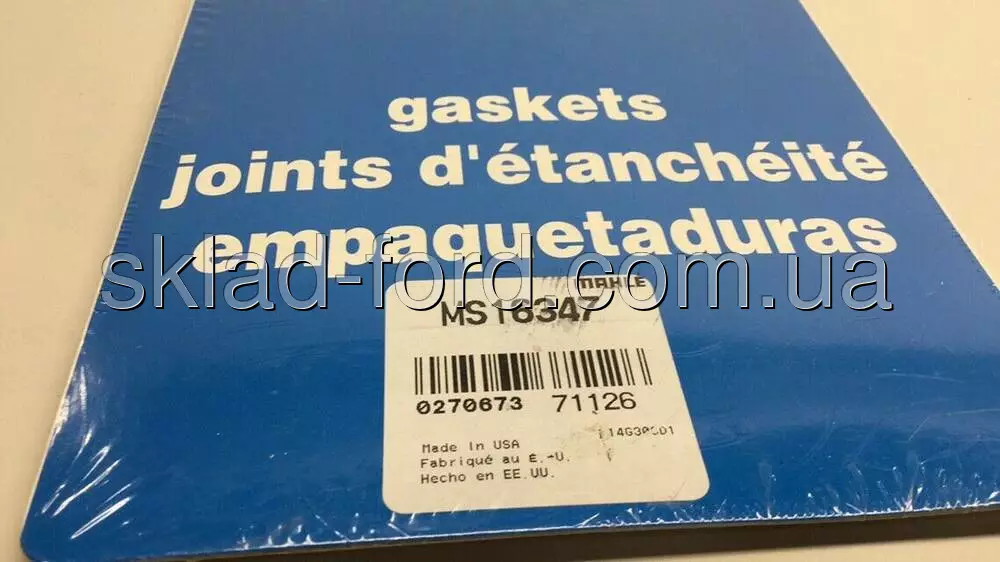 gaskets
joints d'étanchéité
empaquetaduras
sklad-ford.com.ua
MAHLE
MS16347
0270673 71126
Made In USA
Fabriqué au É.-U.
Hecho en EE.UU.